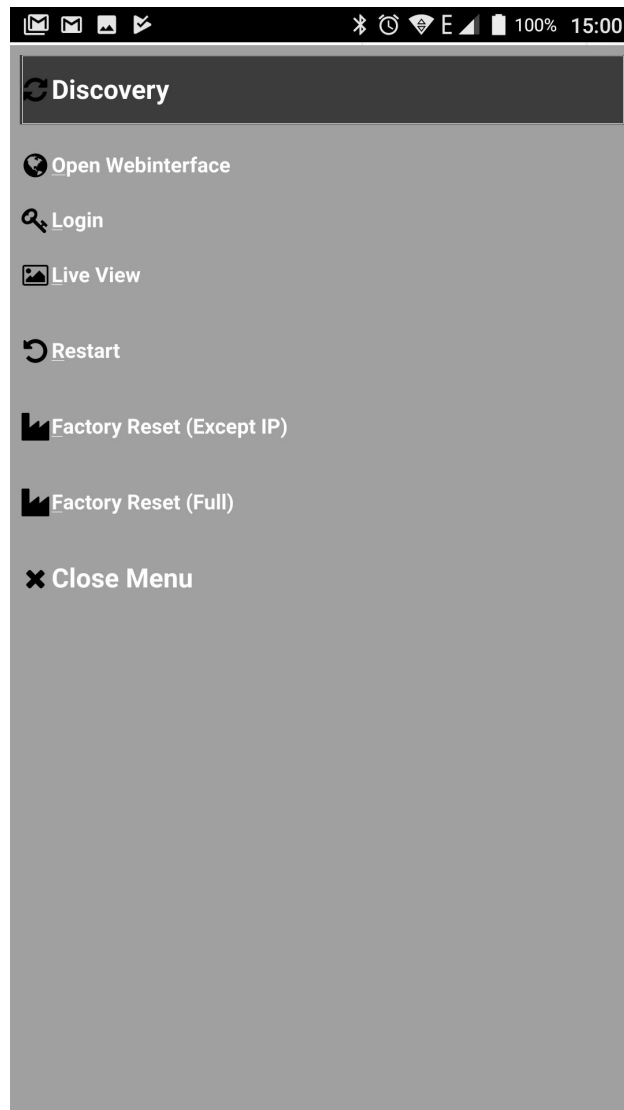 E 100% 15:00
Discovery
Open Webinterface
Login
Live View
Restart
Factory Reset (Except IP)
Factory Reset (Full)
Close Menu